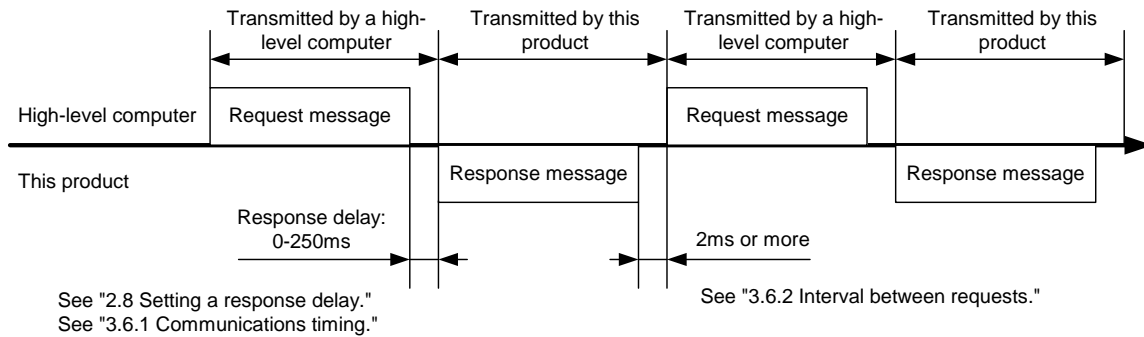 Transmitted by a high-
level computer
Transmitted by this
product
Transmitted by a high-
level computer
Transmitted by this
product
High-level computer
Request message
Request message
This product
Response message
Response message
Response delay:
0-250ms
2ms or more
See "2.8 Setting a response delay."
See "3.6.1 Communications timing."
See "3.6.2 Interval between requests."